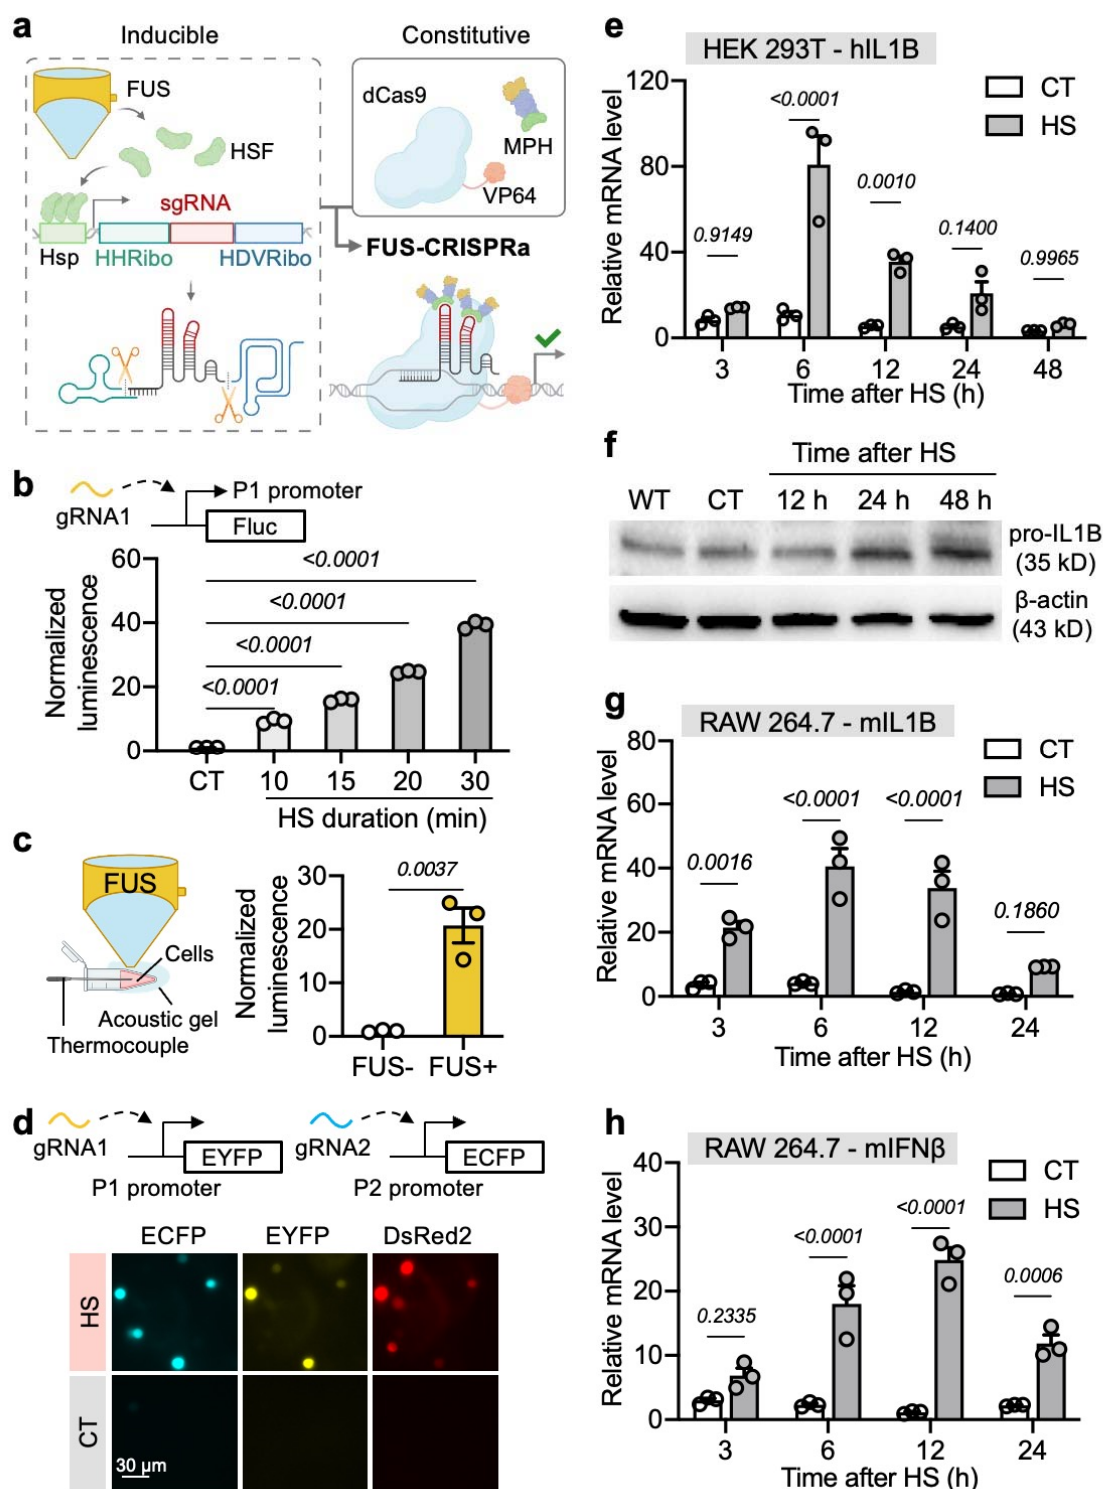 a
Inducible
Constitutive
FUS
HSF
sgRNA
Hsp
HHRibo
HDVRibo
dCas9
MPH
VP64
FUS-CRISPRa
b
gRNA1
P1 promoter
Fluc
Normalized
luminescence
60
40
20
0
<0.0001
<0.0001
<0.0001
<0.0001
CT
10
15
20
30
HS duration (min)
c
FUS
Cells
Acoustic gel
Thermocouple
Normalized
luminescence
30
20
10
0
0.0037
FUS-
FUS+
d
gRNA1
EYFP
P1 promoter
gRNA2
ECFP
P2 promoter
ECFP
EYFP
DsRed2
HS
CT
30 µm
e
HEK 293T - hIL1B
Relative mRNA level
120
80
40
0
CT
HS
0.9149
<0.0001
0.0010
0.1400
0.9965
3
6
12
24
48
Time after HS (h)
f
Time after HS
WT
CT
12 h
24 h
48 h
pro-IL1B
(35 kD)
β-actin
(43 kD)
g
RAW 264.7 - mIL1B
Relative mRNA level
80
60
40
20
0
CT
HS
0.0016
<0.0001
<0.0001
0.1860
3
6
12
24
Time after HS (h)
h
RAW 264.7 - mIFNβ
Relative mRNA level
40
30
20
10
0
CT
HS
0.2335
<0.0001
<0.0001
0.0006
3
6
12
24
Time after HS (h)